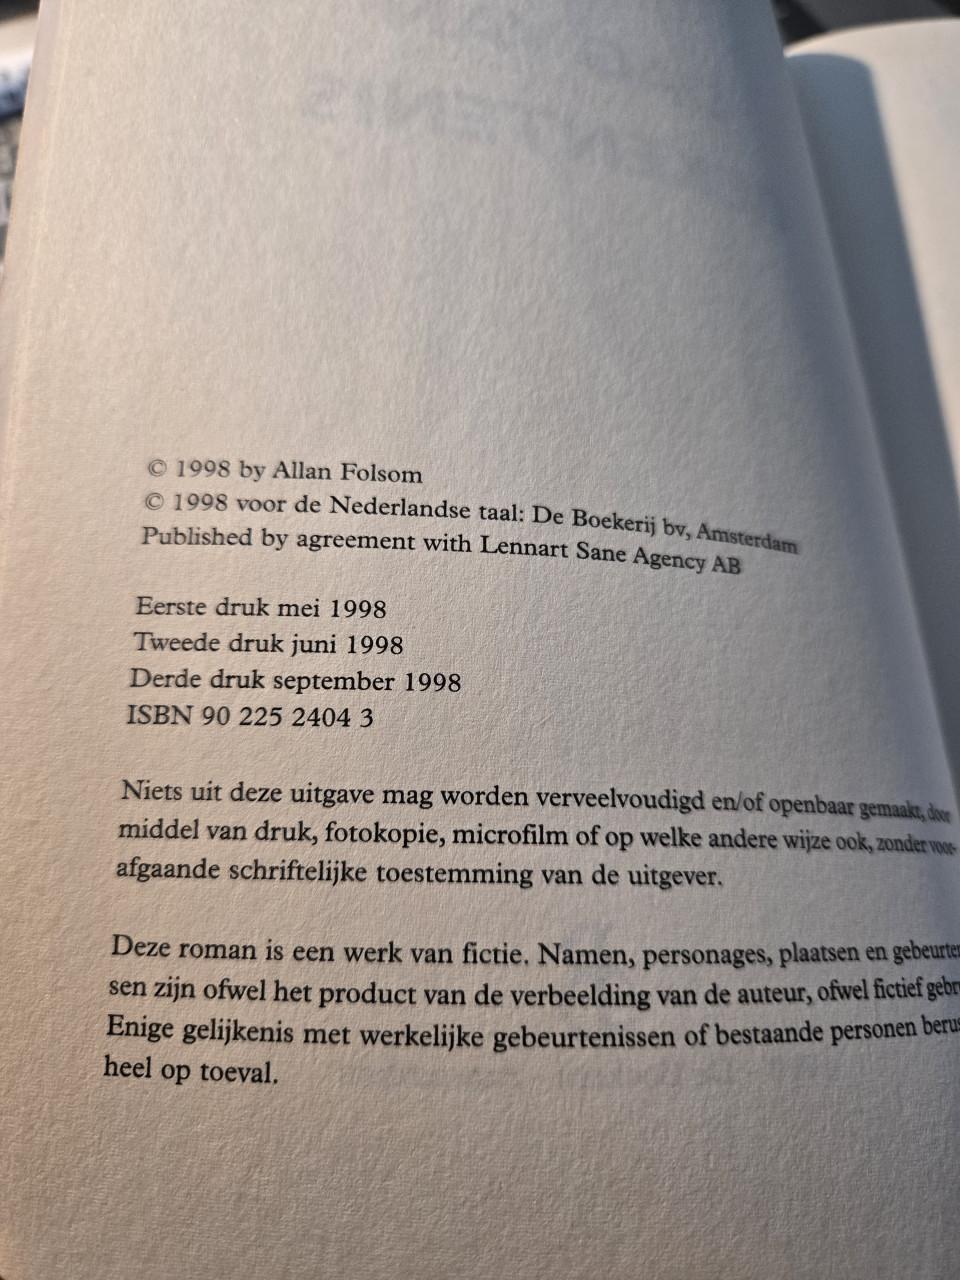 © 1998 by Allan Folsom
© 1998 voor de Nederlandse taal: De Boekerij bv, Amsterdam
Published by agreement with Lennart Sane Agency AB
Eerste druk mei 1998
Tweede druk juni 1998
Derde druk september 1998
ISBN 90 225 2404 3
Niets uit deze uitgave mag worden verveelvoudigd en/of openbaar gemaakt, door
middel van druk, fotokopie, microfilm of op welke andere wijze ook, zonder voor-
afgaande schriftelijke toestemming van de uitgever.
Deze roman is een werk van fictie. Namen, personages, plaatsen en gebeurten
sen zijn ofwel het product van de verbeelding van de auteur, ofwel fictief gebru
Enige gelijkenis met werkelijke gebeurtenissen of bestaande personen berus
heel op toeval.